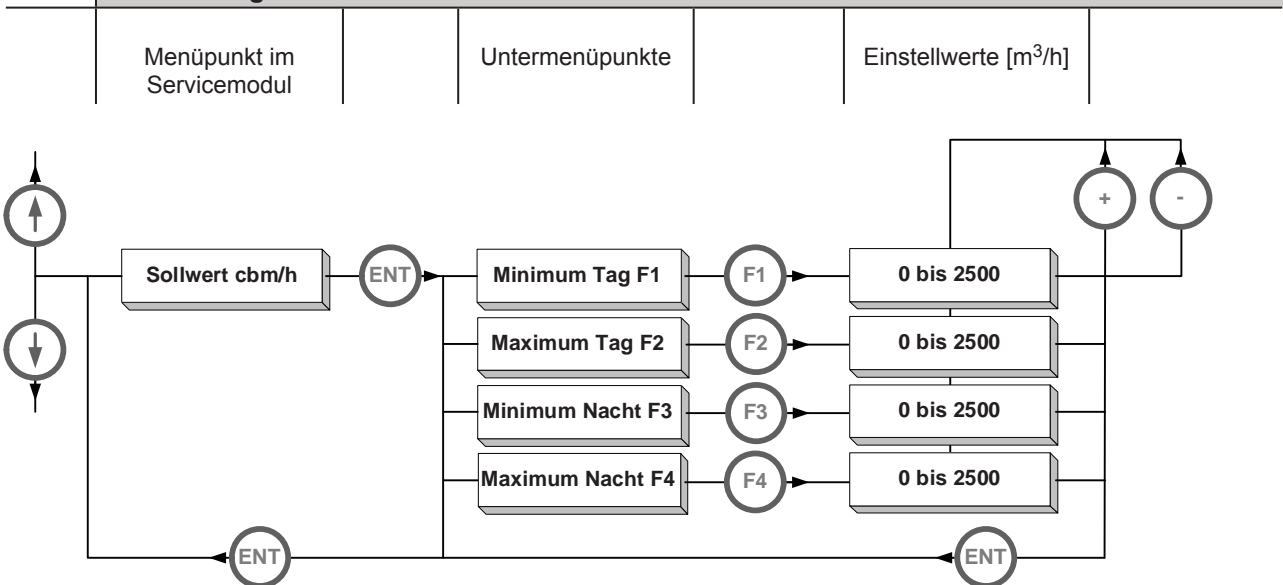 Menüpunkt im
Servicemodul
Untermenüpunkte
Einstellwerte [m³/h]
+
-
Sollwert cbm/h
ENT
Minimum Tag F1
F1
0 bis 2500
Maximum Tag F2
F2
0 bis 2500
Minimum Nacht F3
F3
0 bis 2500
Maximum Nacht F4
F4
0 bis 2500
ENT
ENT